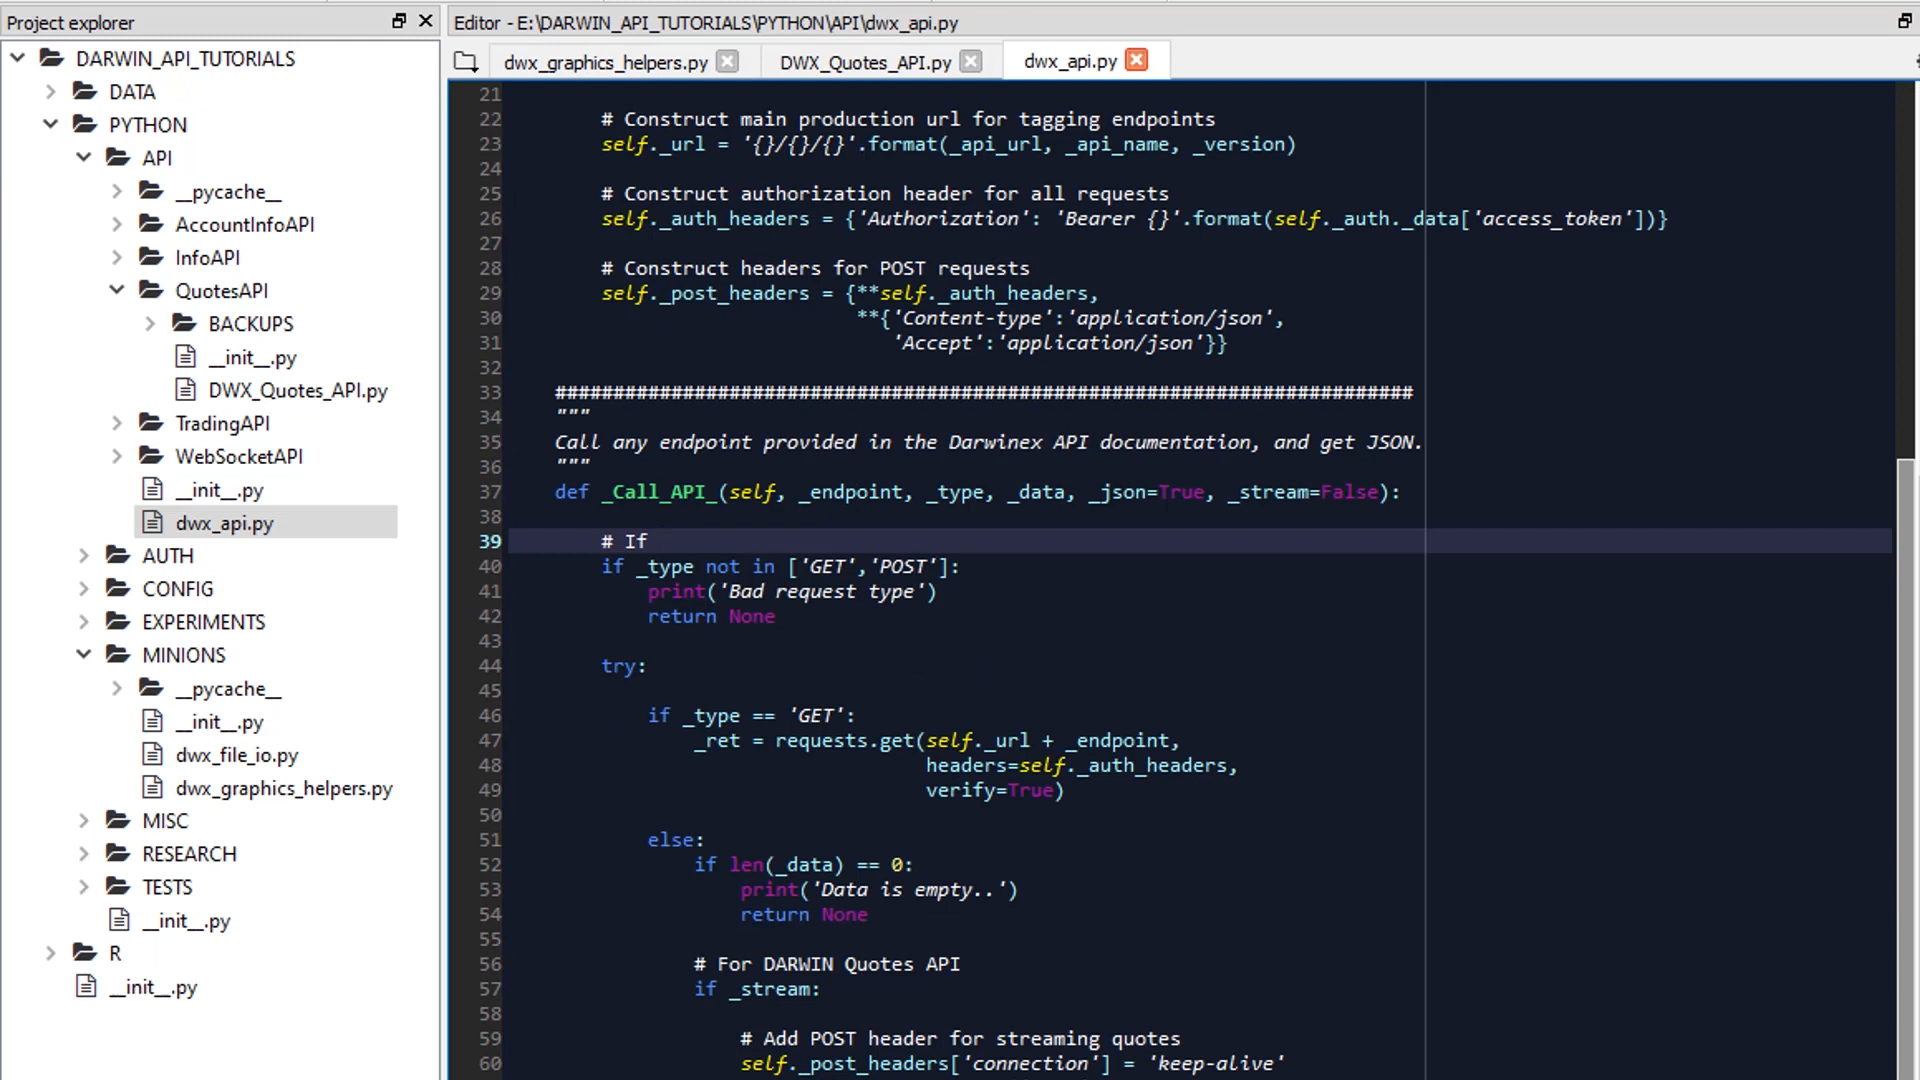 Project explorer
DARWIN_API_TUTORIALS
DATA
PYTHON
API
__pycache__
AccountInfoAPI
InfoAPI
QuotesAPI
BACKUPS
__init__.py
DWX_Quotes_API.py
TradingAPI
WebSocketAPI
__init__.py
dwx_api.py
AUTH
CONFIG
EXPERIMENTS
MINIONS
__pycache__
__init__.py
dwx_file_io.py
dwx_graphics_helpers.py
MISC
RESEARCH
TESTS
__init__.py
R
__init__.py
Editor - E:\DARWIN_API_TUTORIALS\PYTHON\API\dwx_api.py
dwx_graphics_helpers.py DWX_Quotes_API.py dwx_api.py
21
22 # Construct main production url for tagging endpoints
23 self._url = '{}/{}/{}'.format(_api_url, _api_name, _version)
24
25 # Construct authorization header for all requests
26 self._auth_headers = {'Authorization': 'Bearer {}'.format(self._auth._data['access_token'])}
27
28 # Construct headers for POST requests
29 self._post_headers = {**self._auth_headers,
30 **{'Content-type':'application/json',
31 'Accept':'application/json'}}
32
33 ##########################################################################
34 """
35 Call any endpoint provided in the Darwinex API documentation, and get JSON.
36 """
37 def _Call_API_(self, _endpoint, _type, _data, _json=True, _stream=False):
38
39 # If
40 if _type not in ['GET','POST']:
41 print('Bad request type')
42 return None
43
44 try:
45
46 if _type == 'GET':
47 _ret = requests.get(self._url + _endpoint,
48 headers=self._auth_headers,
49 verify=True)
50
51 else:
52 if len(_data) == 0:
53 print('Data is empty..')
54 return None
55
56 # For DARWIN Quotes API
57 if _stream:
58
59 # Add POST header for streaming quotes
60 self._post_headers['connection'] = 'keep-alive'